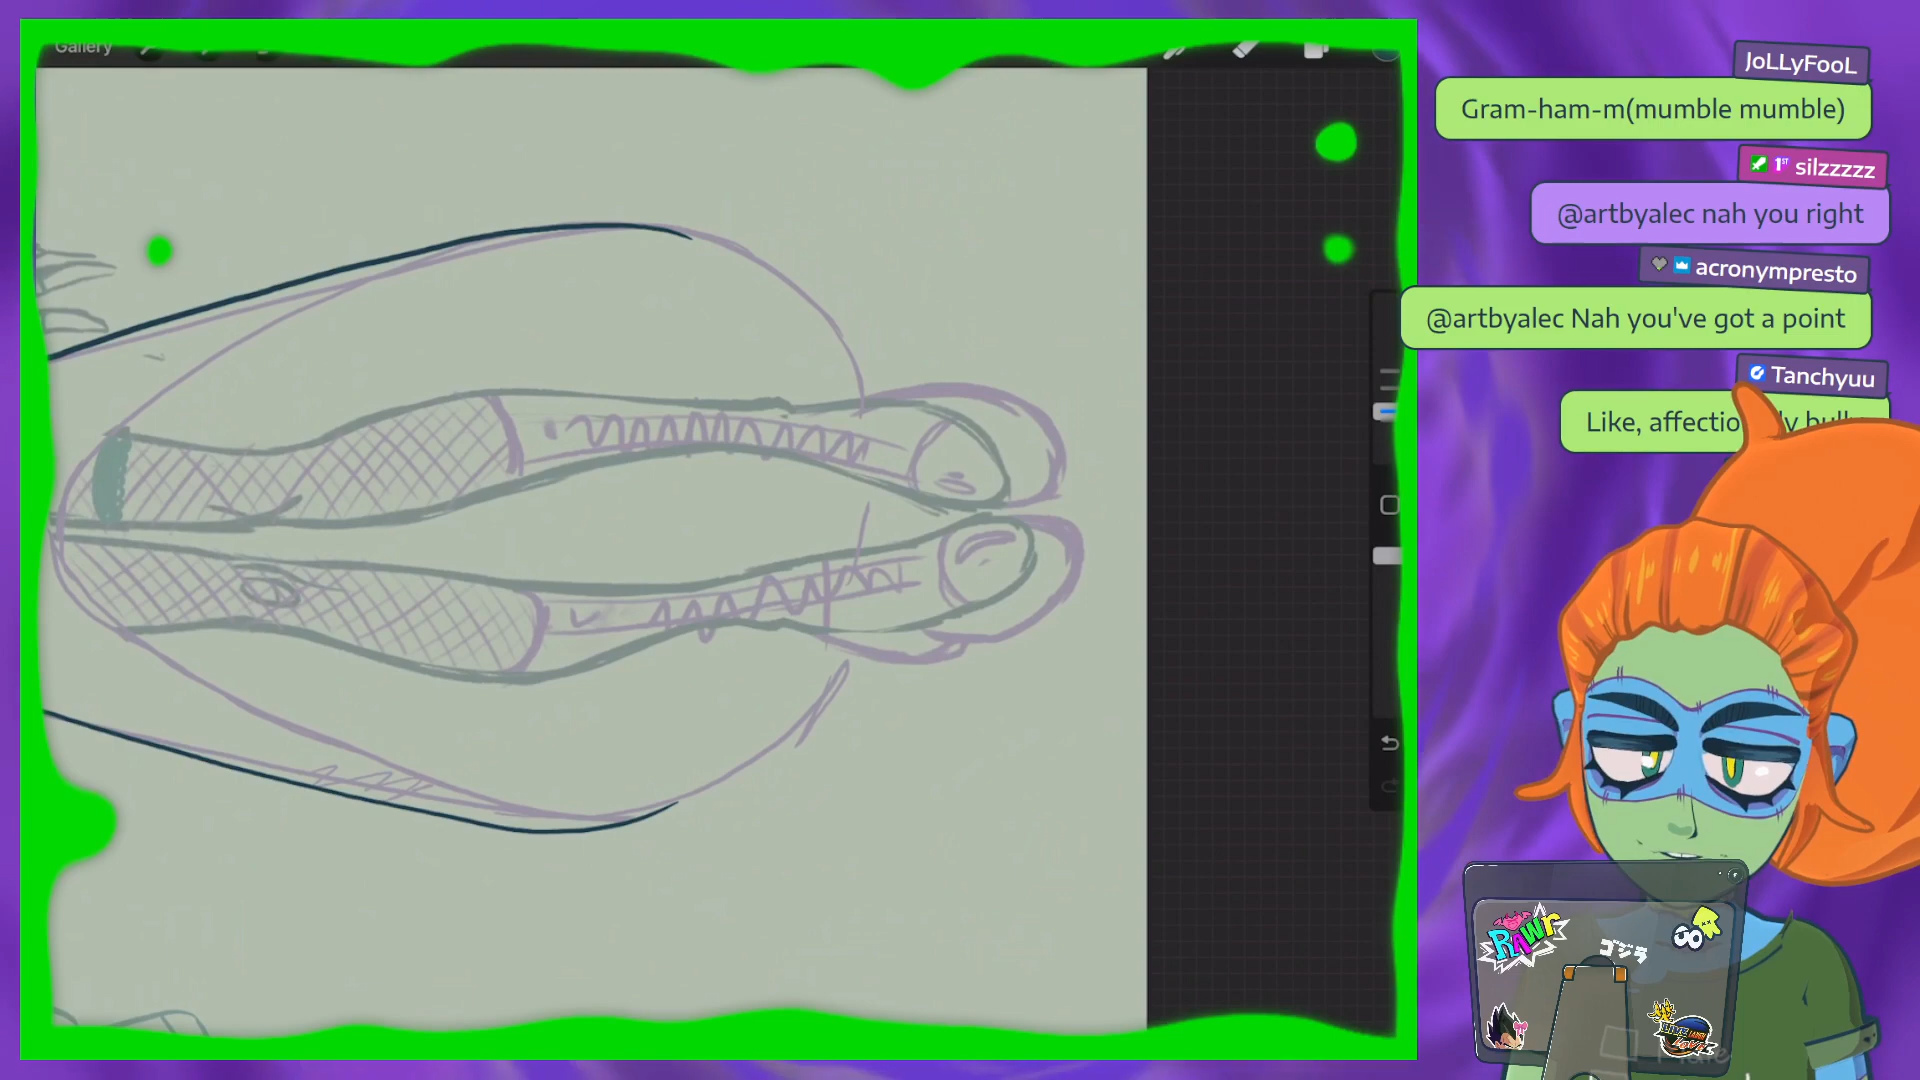 Gallery
JoLLyFooL
Gram-ham-m(mumble mumble)
1ST silzzzzz
@artbyalec nah you right
acronympresto
@artbyalec Nah you've got a point
Tanchyuu
Like,
RAWr
ゴジラ